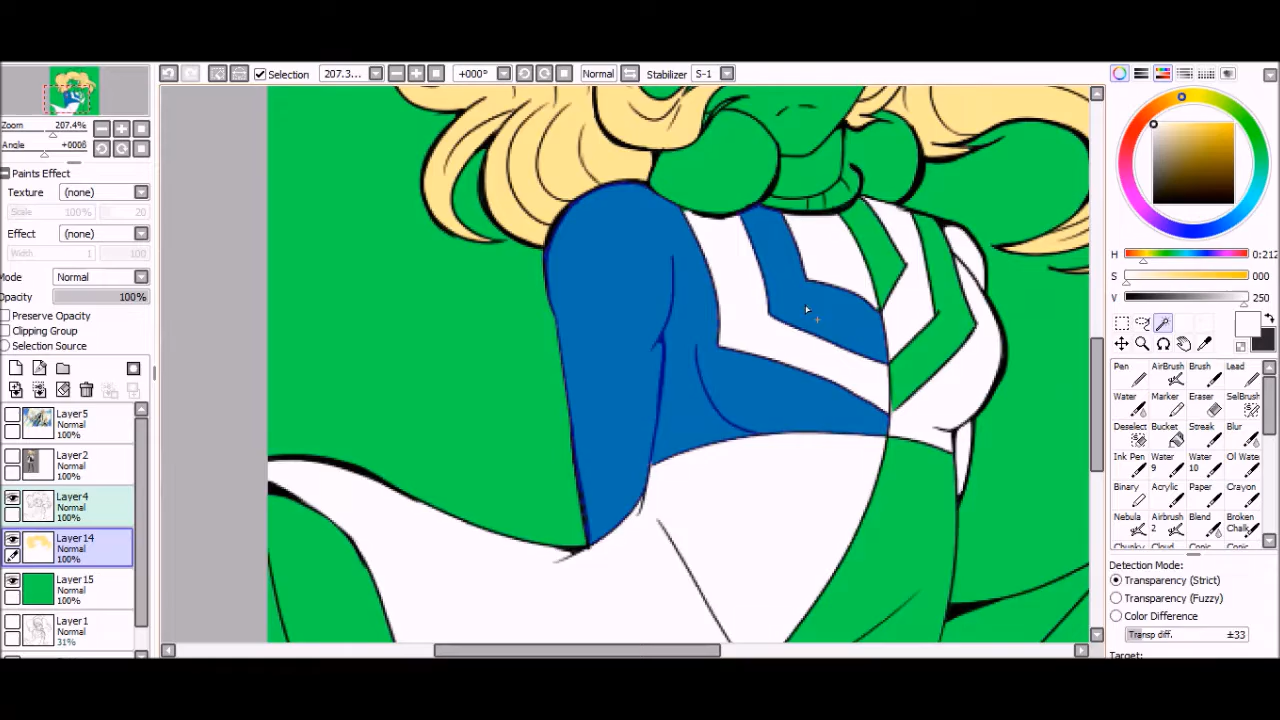 Selection 207.3... +000° Normal Stabilizer S-1
Zoom 207.4%
Angle +0008
Paints Effect
Texture (none)
Scale 100% 20
Effect (none)
Width 1 100
Mode Normal
Opacity 100%
Preserve Opacity
Clipping Group
Selection Source
Layer5
Normal
100%
Layer2
Normal
100%
Layer4
Normal
100%
Layer14
Normal
100%
Layer15
Normal
100%
Layer1
Normal
31%
H 0:212
S 000
V 250
Pen AirBrush Brush Lead
Water Marker Eraser SelBrush
Deselect Bucket Streak Blur
Ink Pen Water 9 Water 10 Oil Water
Binary Acrylic Paper Crayon
Nebula Airbrush 2 Blend Broken Chalk
Chunky Cloud Copic Copic
Detection Mode:
Transparency (Strict)
Transparency (Fuzzy)
Color Difference
Transp diff. ±33
Target: